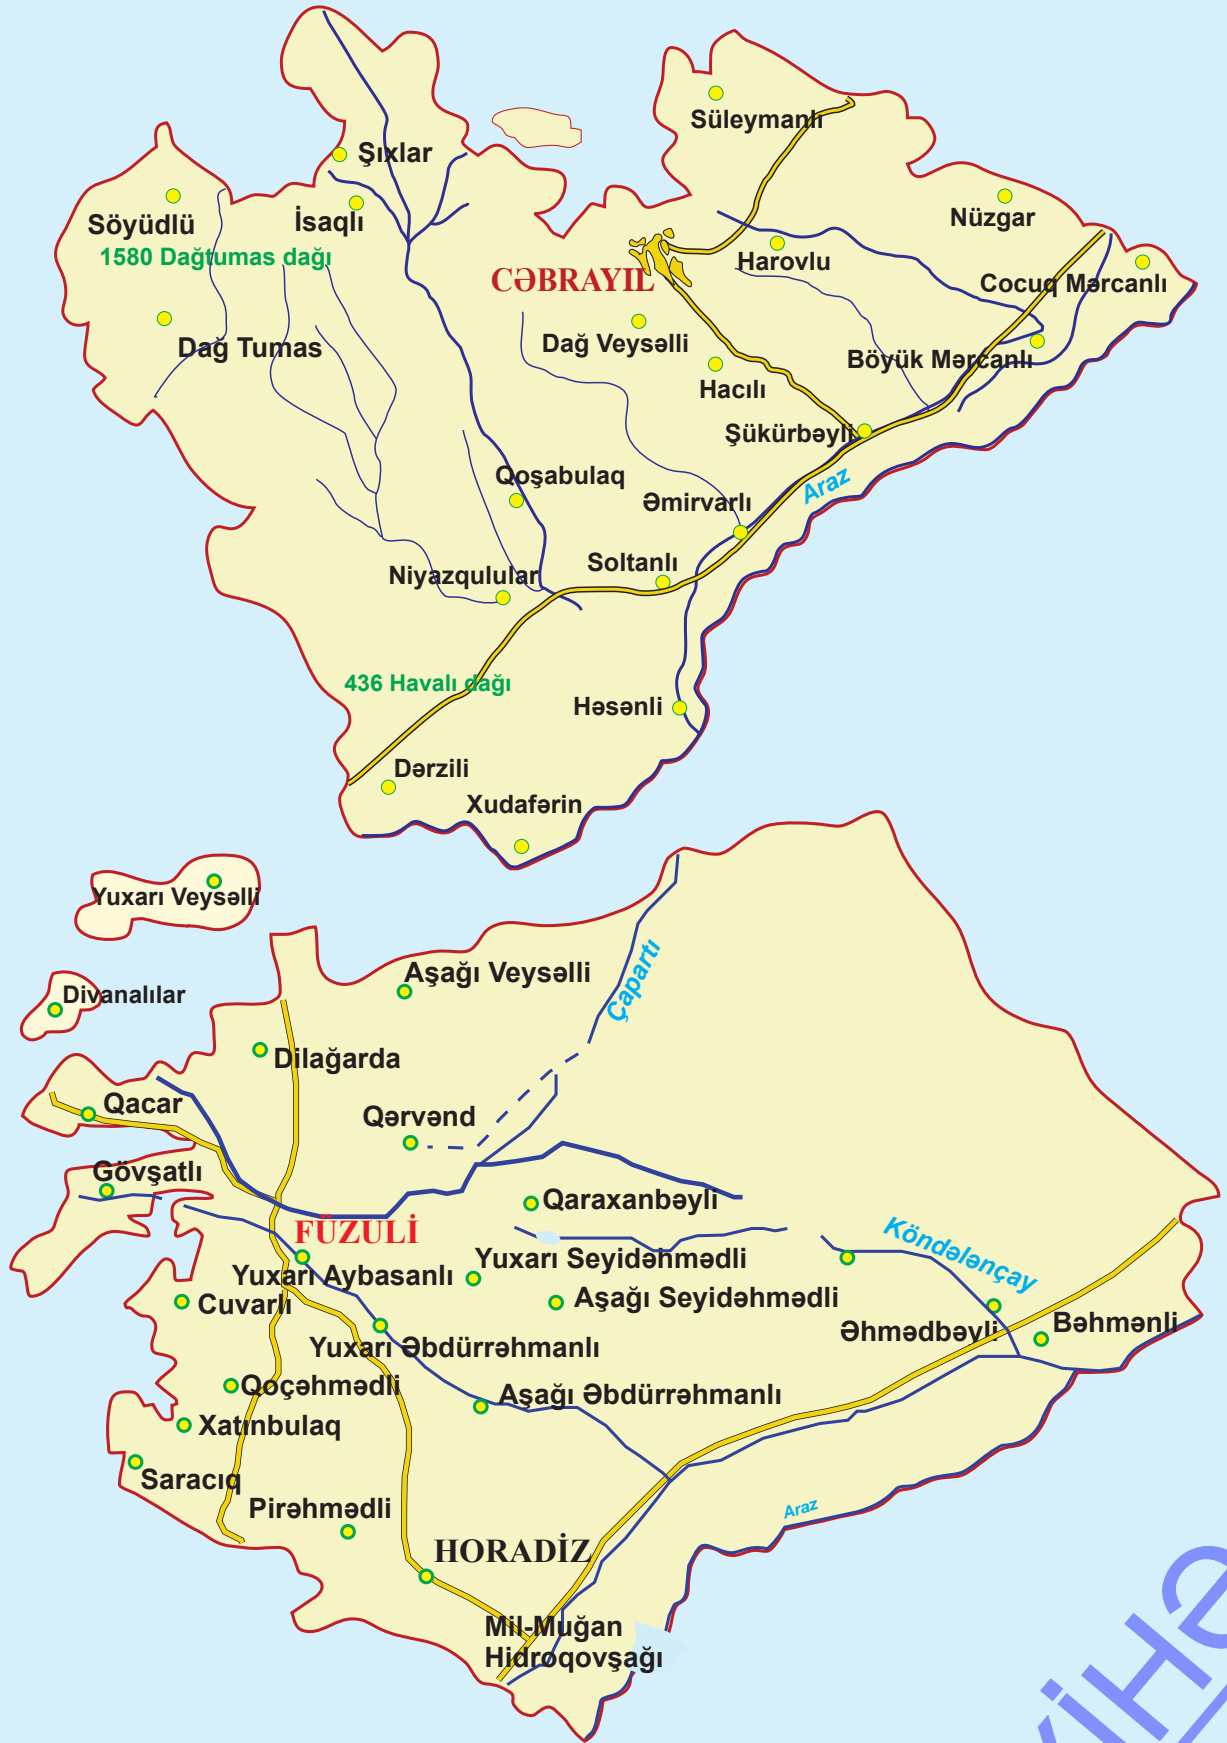 Süleymanlı
Şıxlar
Söyüdlü
İsaqlı
Nüzgar
1580 Dağtumas dağı
Harovlu
CƏBRAYIL
Cocuq Mərcanlı
Dağ Tumas
Dağ Veysəlli
Böyük Mərcanlı
Hacılı
Şükürbəyli
Qoşabulaq
Araz
Əmirvarlı
Niyazqulular
Soltanlı
436 Havalı dağı
Həsənli
Dərzili
Xudafərin
Yuxarı Veysəlli
Aşağı Veysəlli
Çapartı
Divanalılar
Dilağarda
Qacar
Qərvənd
Gövşatlı
Qaraxanbəyli
FÜZULİ
Köndələnçay
Yuxarı Seyidəhmədli
Yuxarı Aybasanlı
Cuvarlı
Aşağı Seyidəhmədli
Əhmədbəyli
Bəhmənli
Yuxarı Əbdürrəhmanlı
Qoçəhmədli
Aşağı Əbdürrəhmanlı
Xatınbulaq
Saracıq
Pirəhmədli
Araz
HORADİZ
Mil-Muğan
Hidroqovşağı